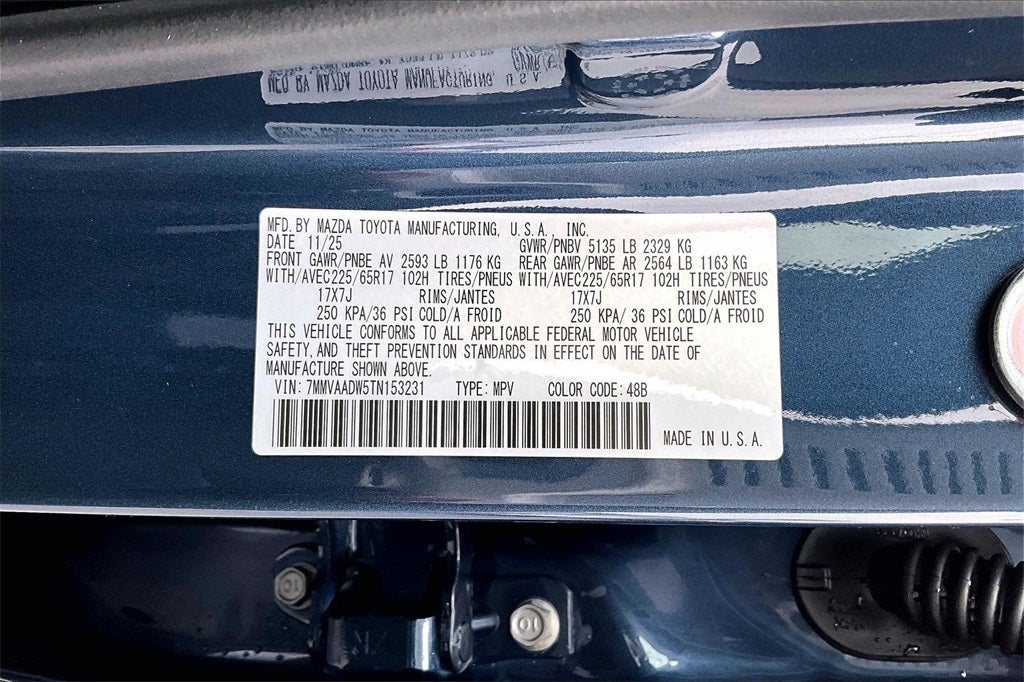 MFD. BY MAZDA TOYOTA MANUFACTURING, U.S.A., INC.
DATE 11/25 GVWR/PNBV 5135 LB 2329 KG
FRONT GAWR/PNBE AV 2593 LB 1176 KG REAR GAWR/PNBE AR 2564 LB 1163 KG
WITH/AVEC225/65R17 102H TIRES/PNEUS WITH/AVEC225/65R17 102H TIRES/PNEUS
17X7J RIMS/JANTES 17X7J RIMS/JANTES
250 KPA/36 PSI COLD/A FROID 250 KPA/ 36 PSI COLD/A FROID
THIS VEHICLE CONFORMS TO ALL APPLICABLE FEDERAL MOTOR VEHICLE
SAFETY, AND THEFT PREVENTION STANDARDS IN EFFECT ON THE DATE OF
MANUFACTURE SHOWN ABOVE.
VIN: 7MMVAADW5TN153231 TYPE: MPV COLOR CODE: 48B
MADE IN U.S.A.
10
10